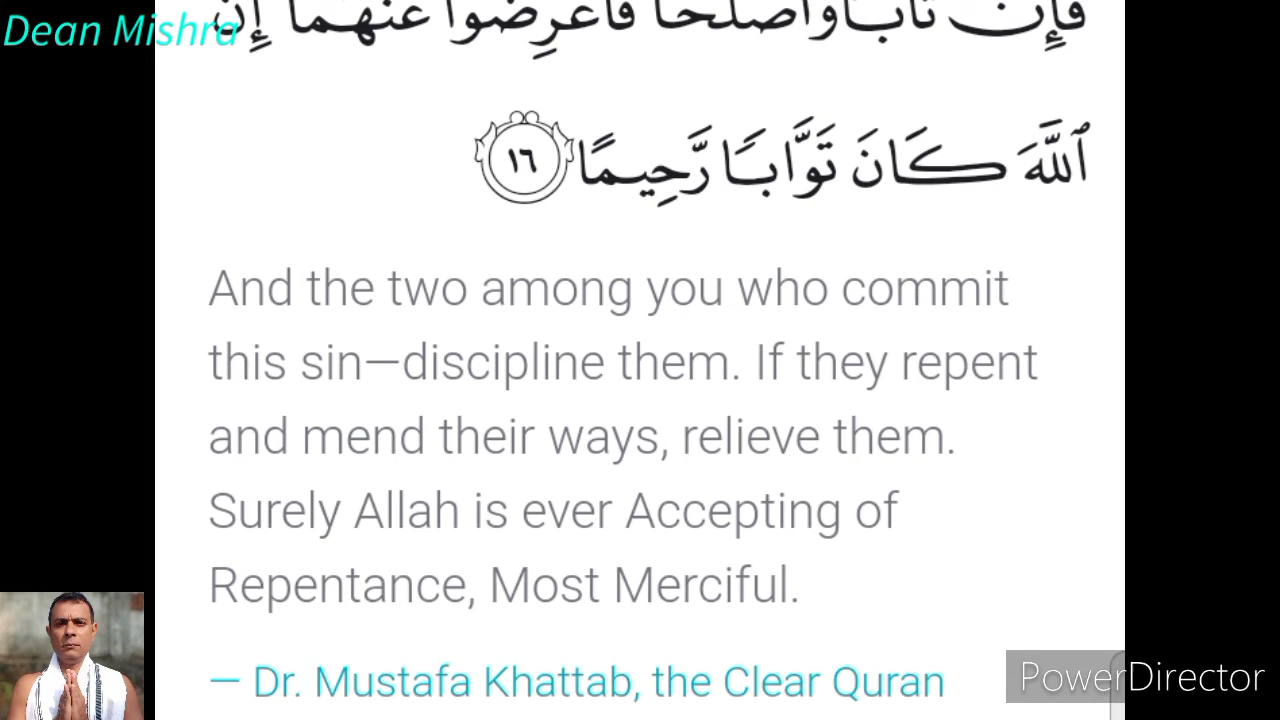 Dean Mishra
فَإِن تَابَا وَأَصْلَحَا فَأَعْرِضُوا عَنْهُمَا إِنَّ
ٱللَّهَ كَانَ تَوَّابًا رَّحِيمًا ١٦
And the two among you who commit
this sin—discipline them. If they repent
and mend their ways, relieve them.
Surely Allah is ever Accepting of
Repentance, Most Merciful.
— Dr. Mustafa Khattab, the Clear Quran
PowerDirector